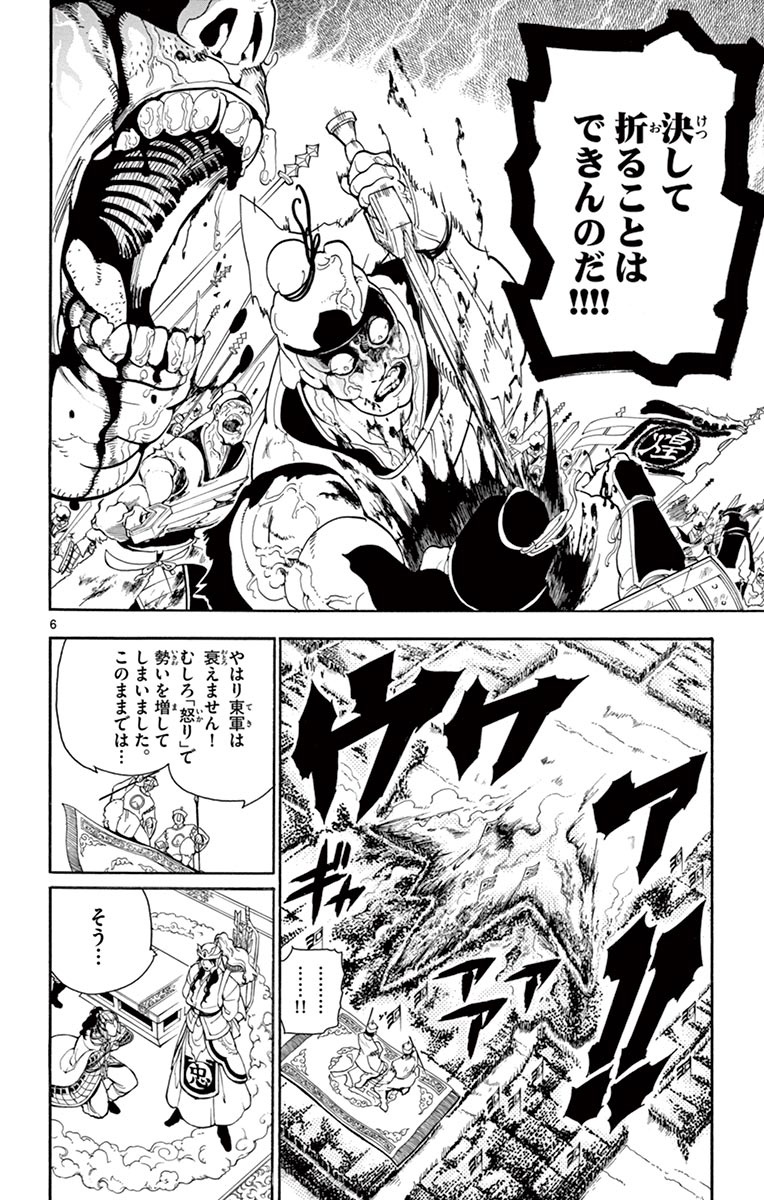 決して
折ることは
できんのだ!!!!
煌
6
ウウ
ア
!!
ギャ
アア
………
……!!
やはり東軍は
衰えません!
むしろ「怒り」で
勢いを増して
しまいました。
このままでは…
そう…
忠